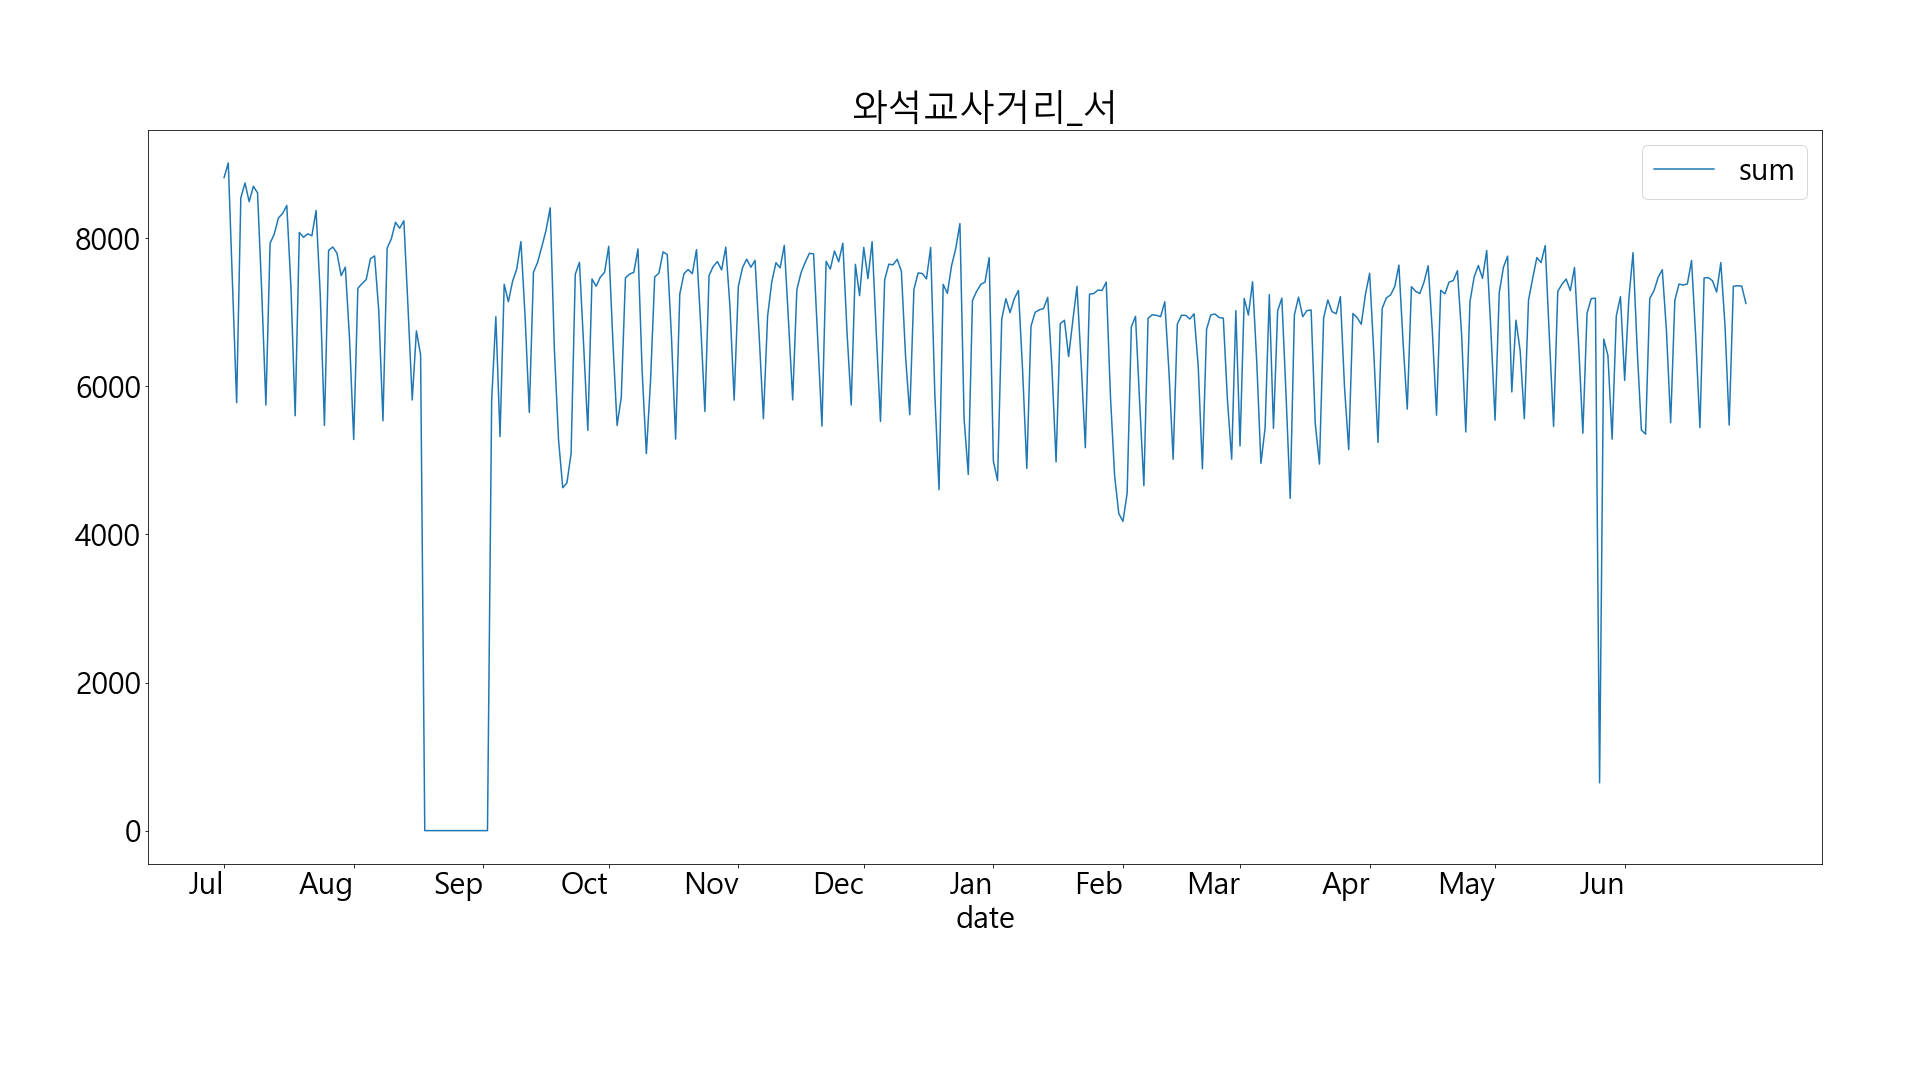 와석교사거리_서
sum
8000
6000
4000
2000
0
Jul Aug Sep Oct Nov Dec Jan Feb Mar Apr May Jun
date